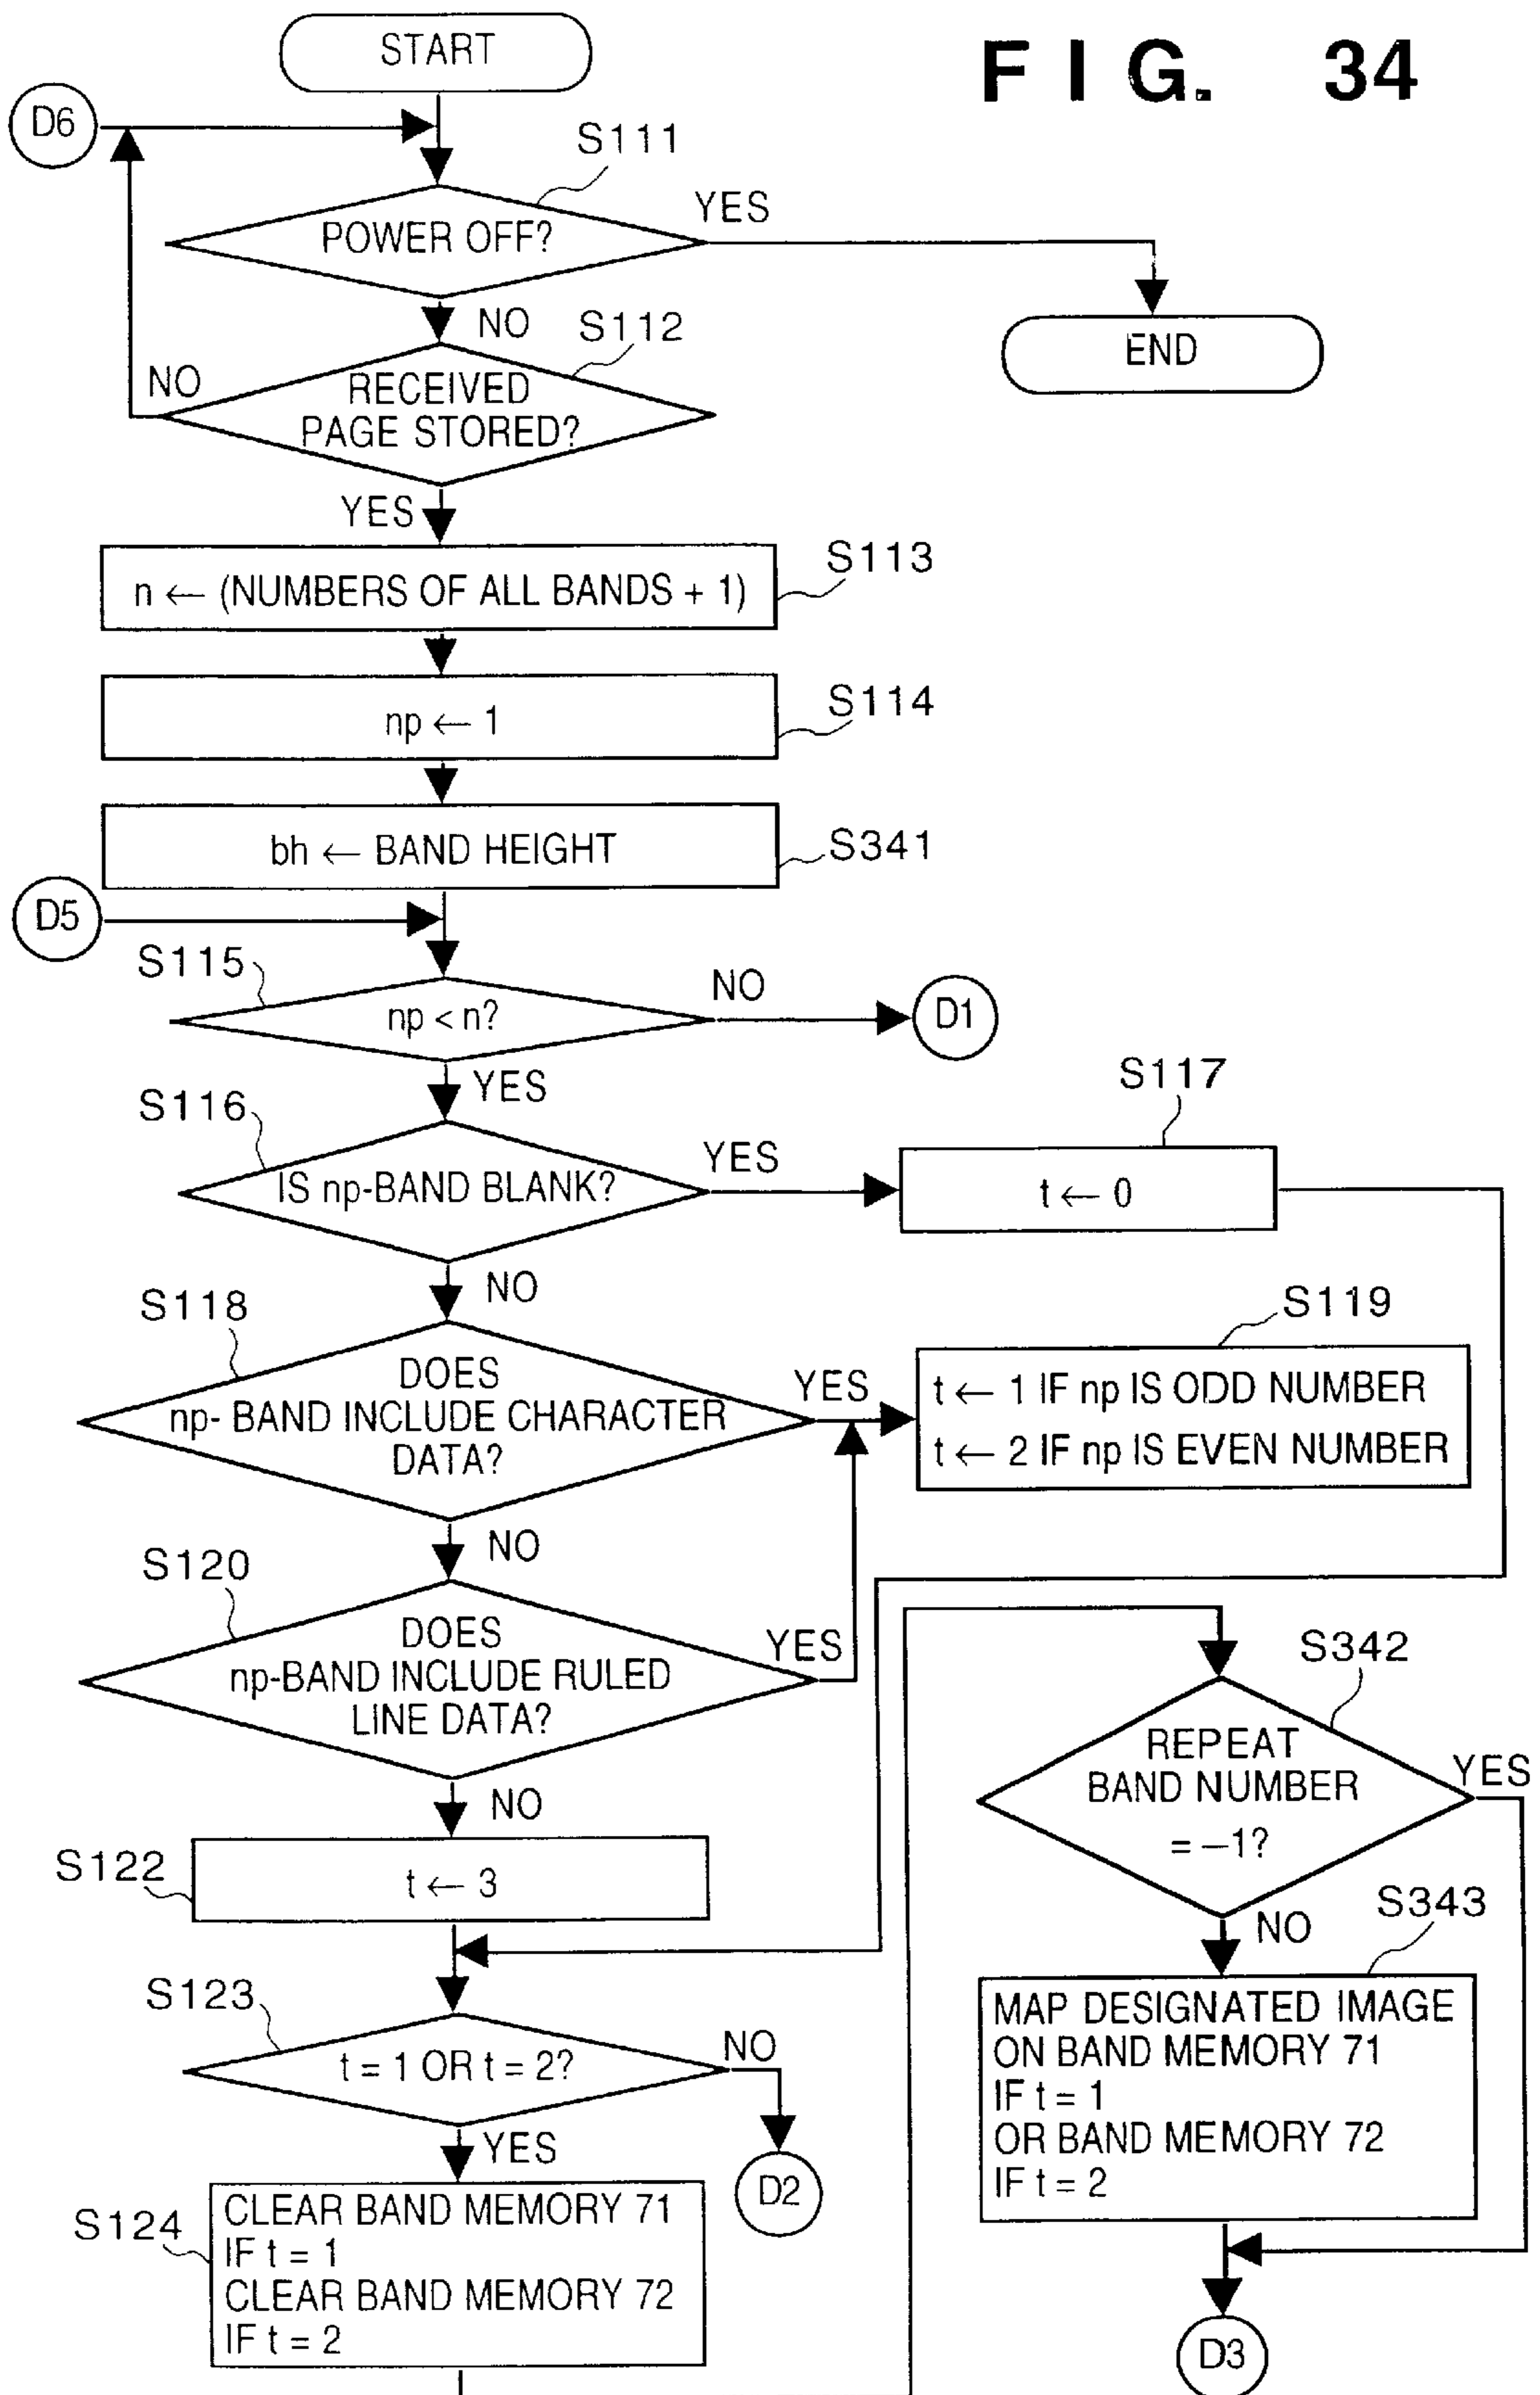 FIG. 34
START
D6
S111
POWER OFF?
YES
NO
S112
END
NO
RECEIVED
PAGE STORED?
YES
S113
n ← (NUMBERS OF ALL BANDS + 1)
S114
np ← 1
S341
bh ← BAND HEIGHT
D5
S115
np < n?
NO
D1
YES
S116
IS np-BAND BLANK?
YES
S117
t ← 0
NO
S118
DOES
np- BAND INCLUDE CHARACTER
DATA?
YES
S119
t ← 1 IF np IS ODD NUMBER
t ← 2 IF np IS EVEN NUMBER
NO
S120
DOES
np-BAND INCLUDE RULED
LINE DATA?
YES
NO
S122
t ← 3
S123
t = 1 OR t = 2?
NO
D2
YES
S124
CLEAR BAND MEMORY 71
IF t = 1
CLEAR BAND MEMORY 72
IF t = 2
S342
REPEAT
BAND NUMBER
= –1?
YES
NO
S343
MAP DESIGNATED IMAGE
ON BAND MEMORY 71
IF t = 1
OR BAND MEMORY 72
IF t = 2
D3